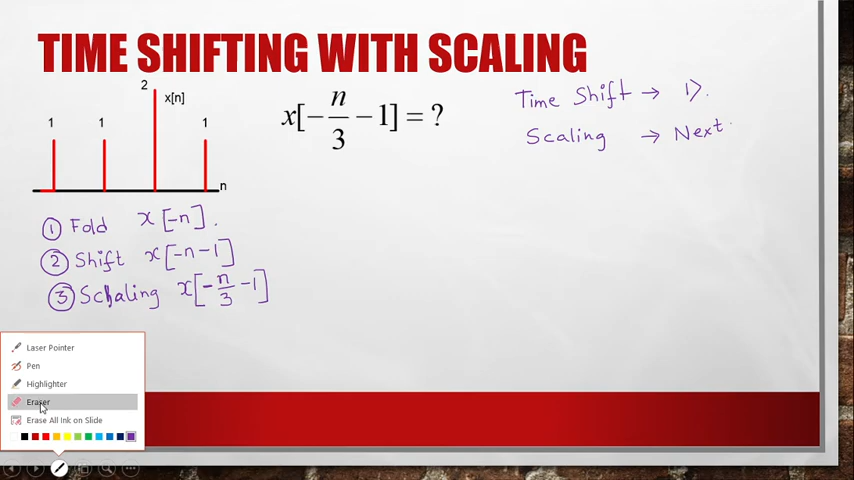 TIME SHIFTING WITH SCALING
2
x[n]
1 1 1
n
x[-n/3-1]=?
Time Shift → 1>.
Scaling → Next
① Fold x[-n].
② Shift x[-n-1]
③ Schaling x[-n/3-1]
Laser Pointer
Pen
Highlighter
Eraser
Erase All Ink on Slide